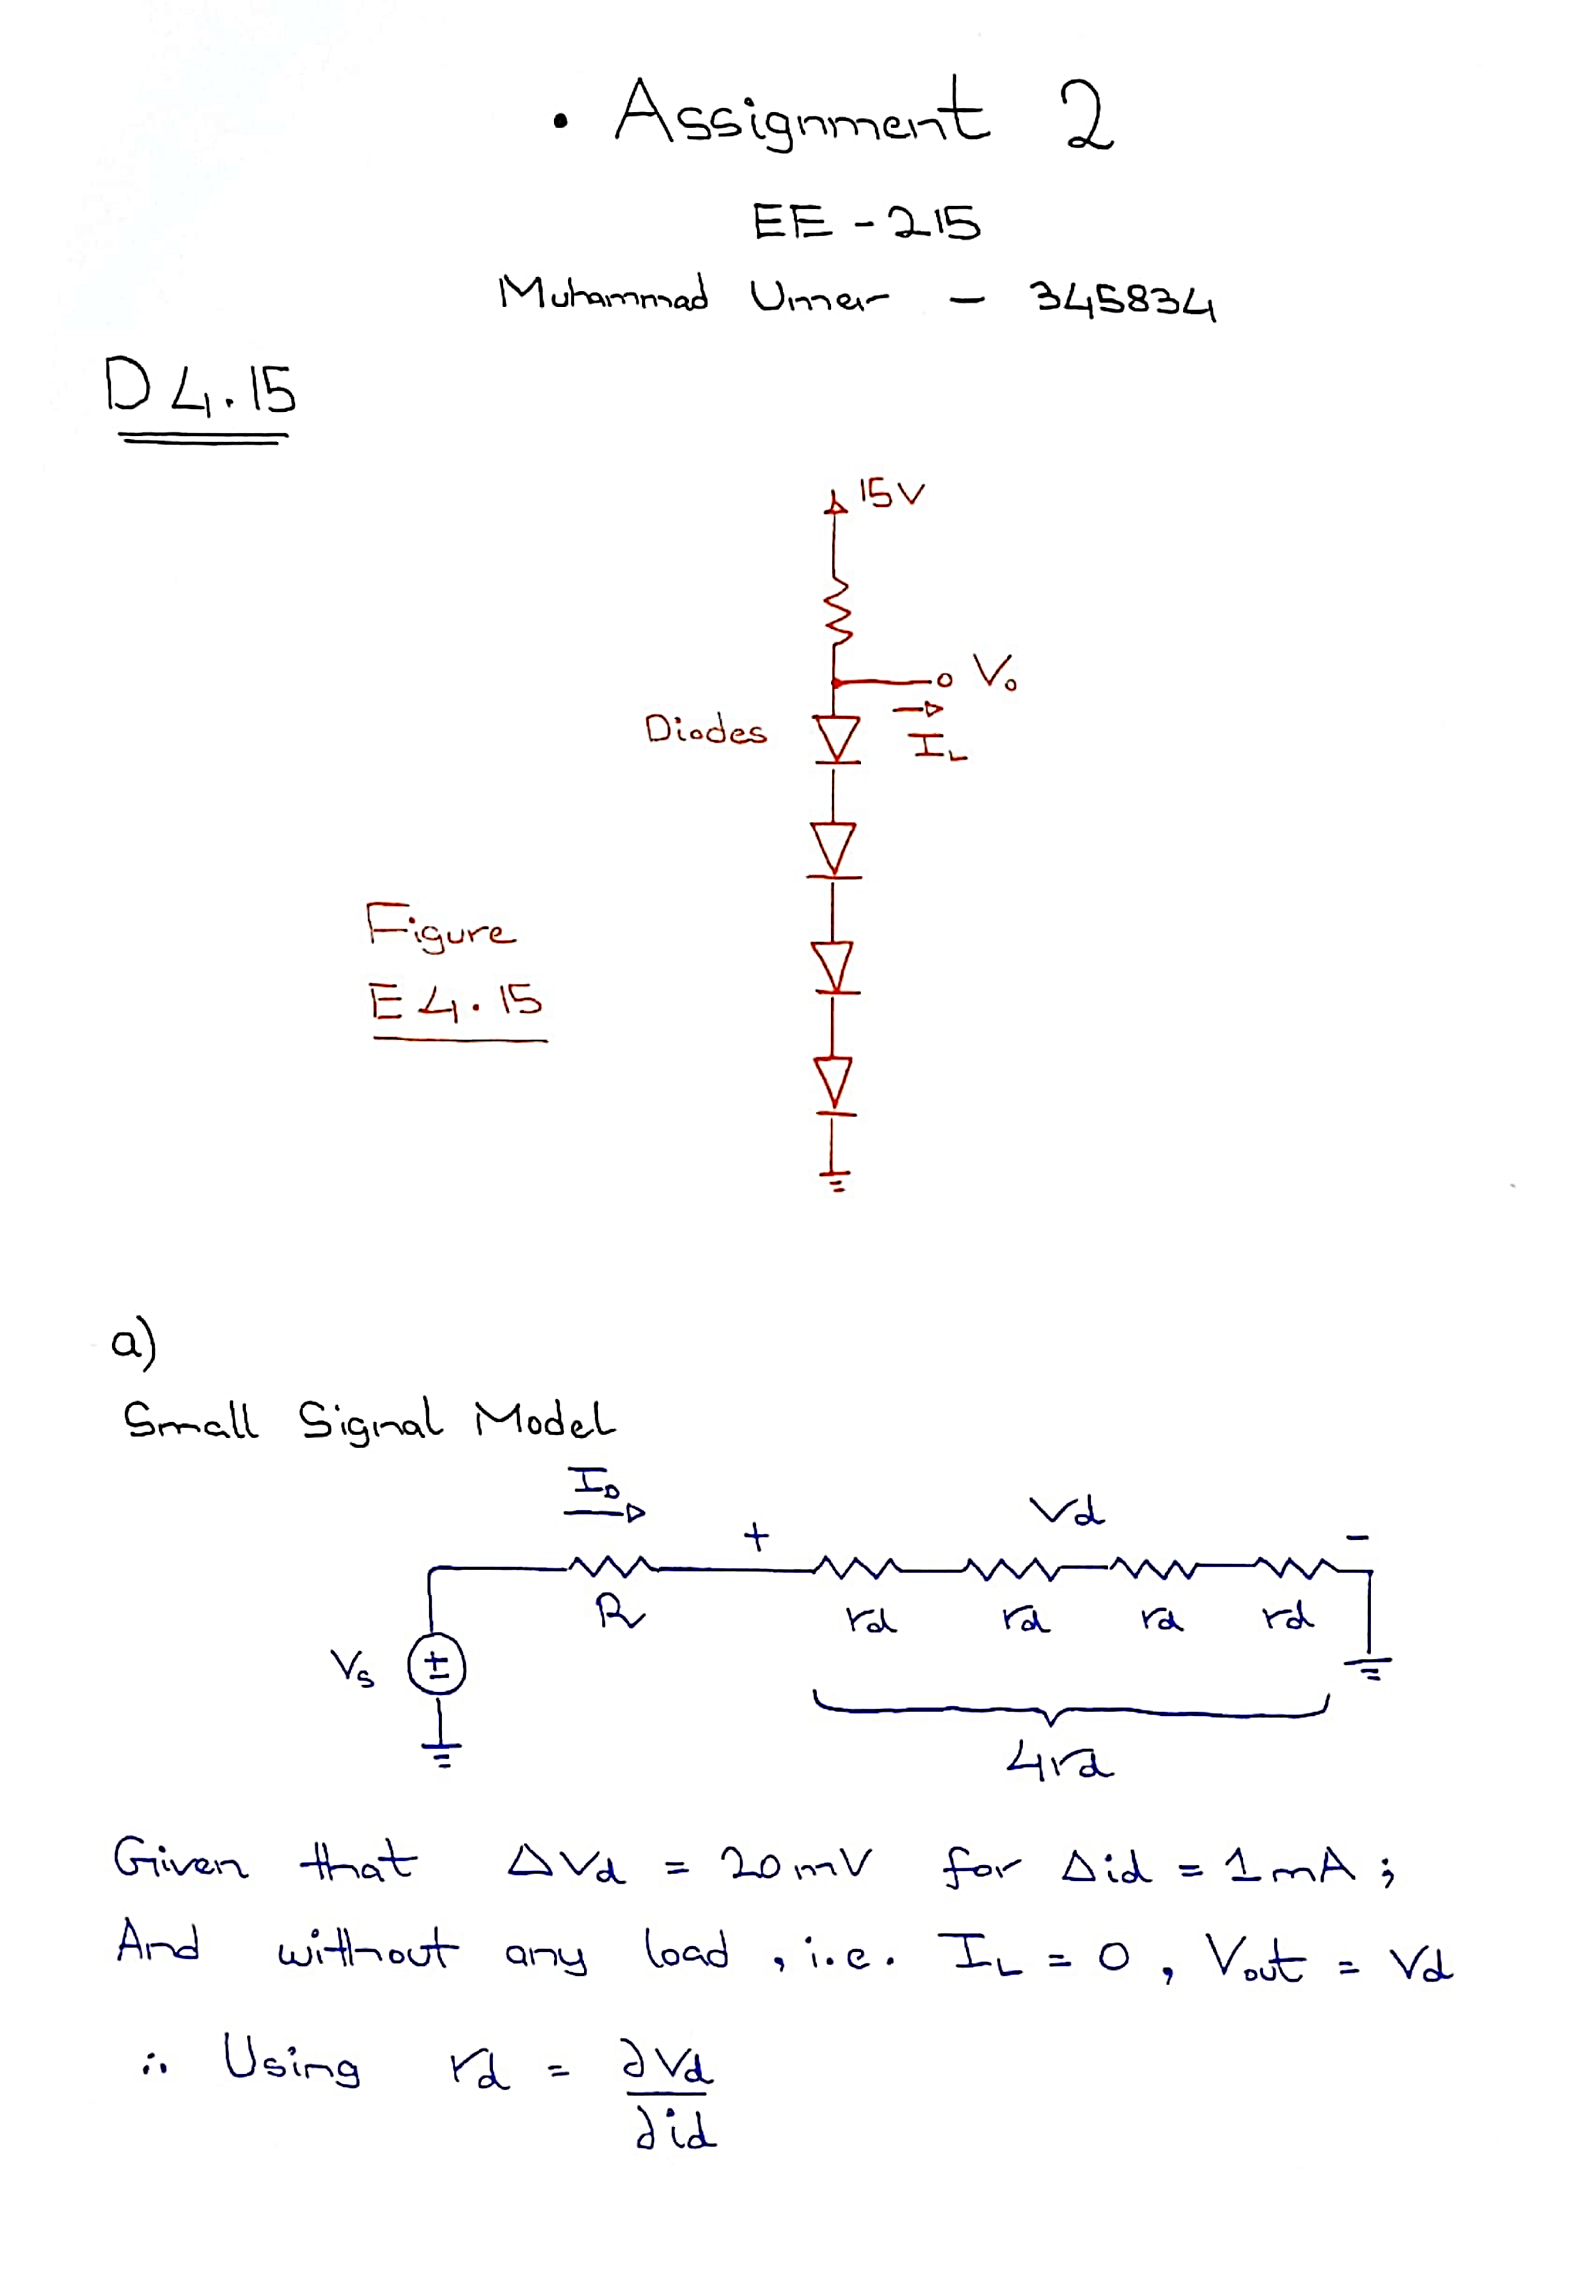 • Assignment 2
EE - 215
Muhammad Umer - 345834
D 4.15
15V
Vo
Diodes
IL
Figure
E 4.15
a)
Small Signal Model
ID
+ Vd -
R rd rd rd rd
Vs ±
4rd
Given that ΔVd = 20mV for Δid = 1mA ;
And without any load , i.e. IL = 0 , Vout = Vd
∴ Using rd = ∂Vd
∂id